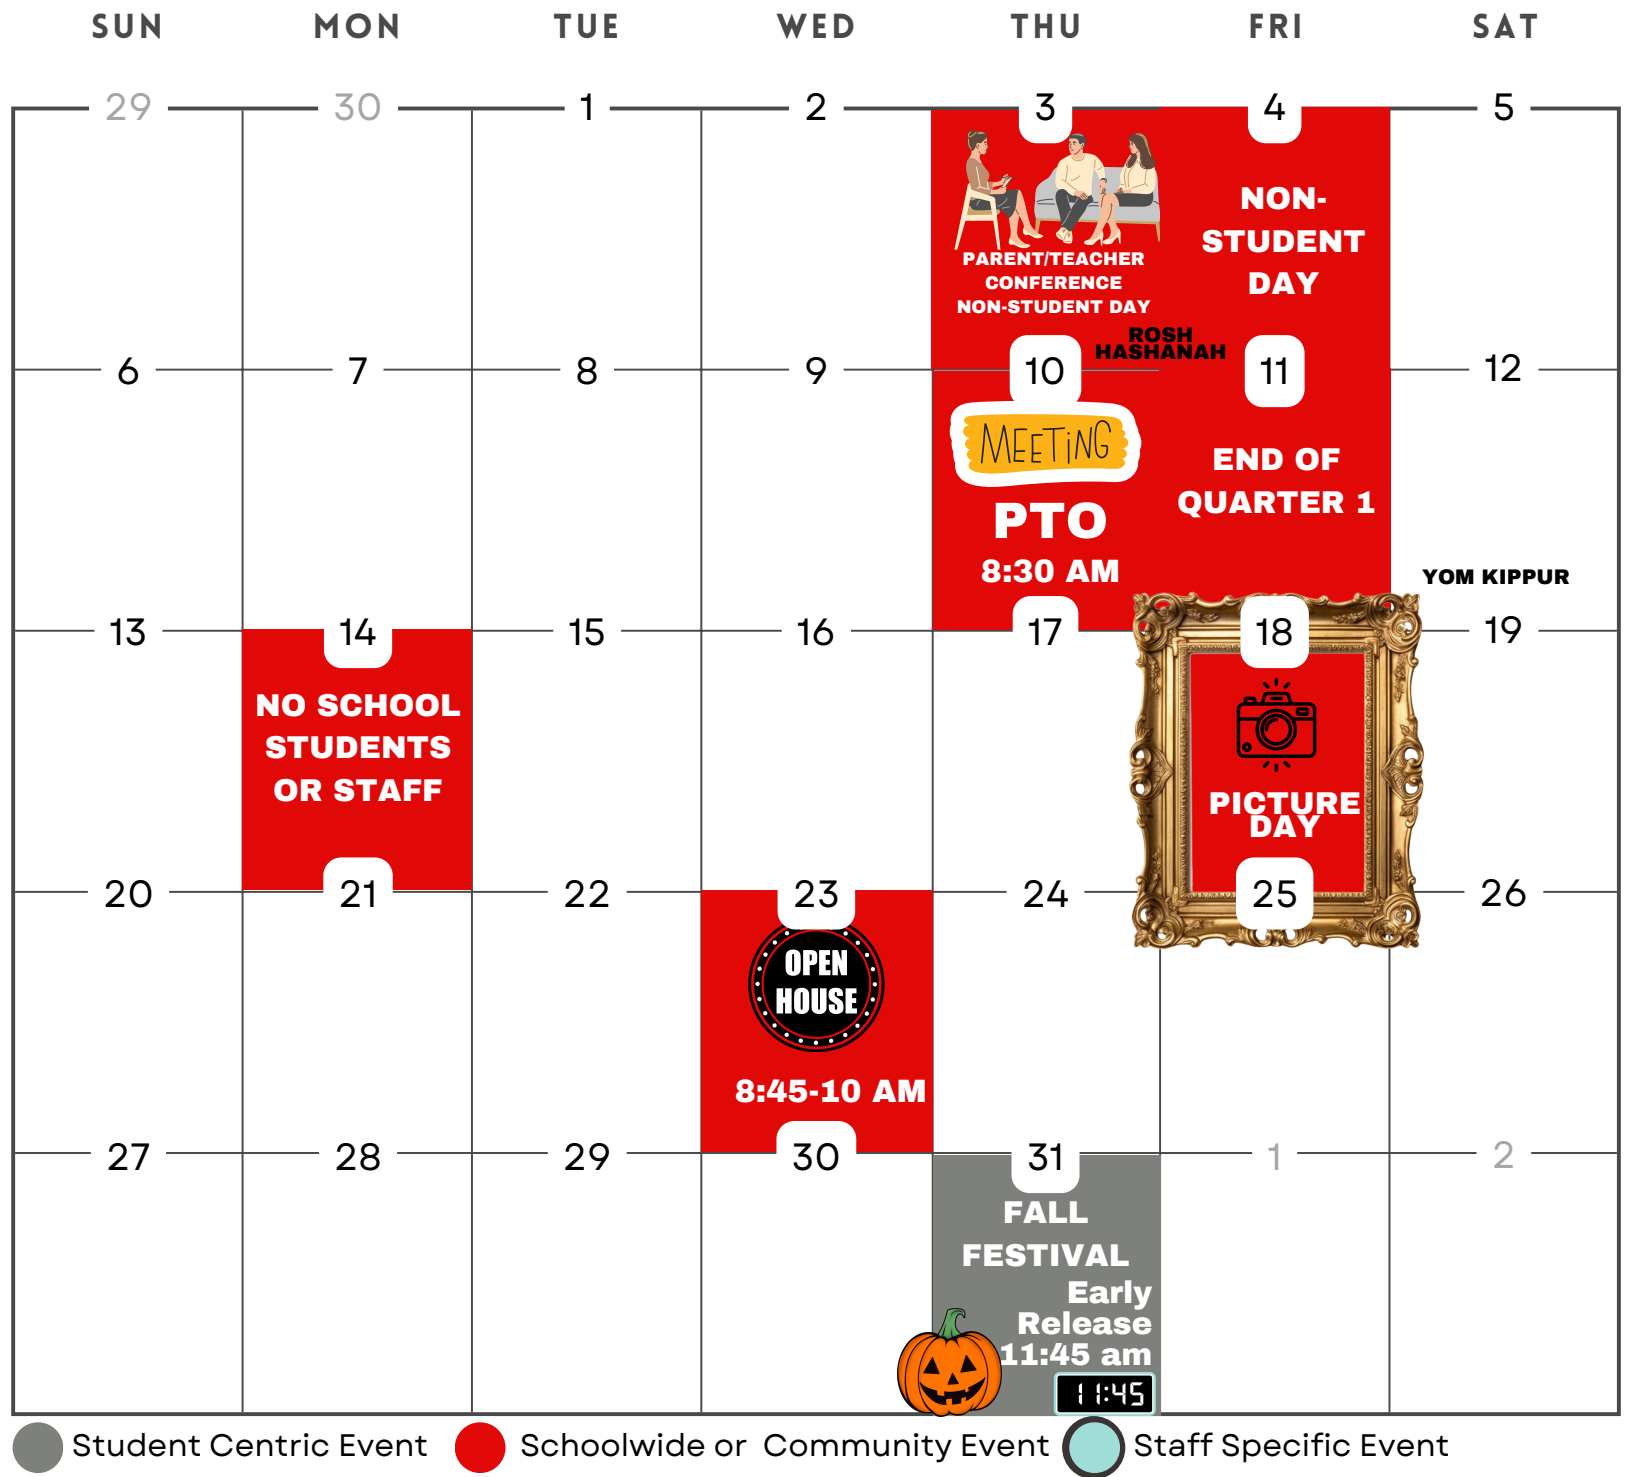 SUN MON TUE WED THU FRI SAT
29 30 1 2 3 4 5
PARENT/TEACHER
CONFERENCE
NON-STUDENT DAY
NON-
STUDENT
DAY
ROSH
HASHANAH
6 7 8 9 10 11 12
MEETING
PTO
8:30 AM
END OF
QUARTER 1
YOM KIPPUR
13 14 15 16 17 18 19
NO SCHOOL
STUDENTS
OR STAFF
PICTURE
DAY
20 21 22 23 24 25 26
OPEN
HOUSE
8:45-10 AM
27 28 29 30 31 1 2
FALL
FESTIVAL
Early
Release
11:45 am
11:45
Student Centric Event Schoolwide or Community Event Staff Specific Event